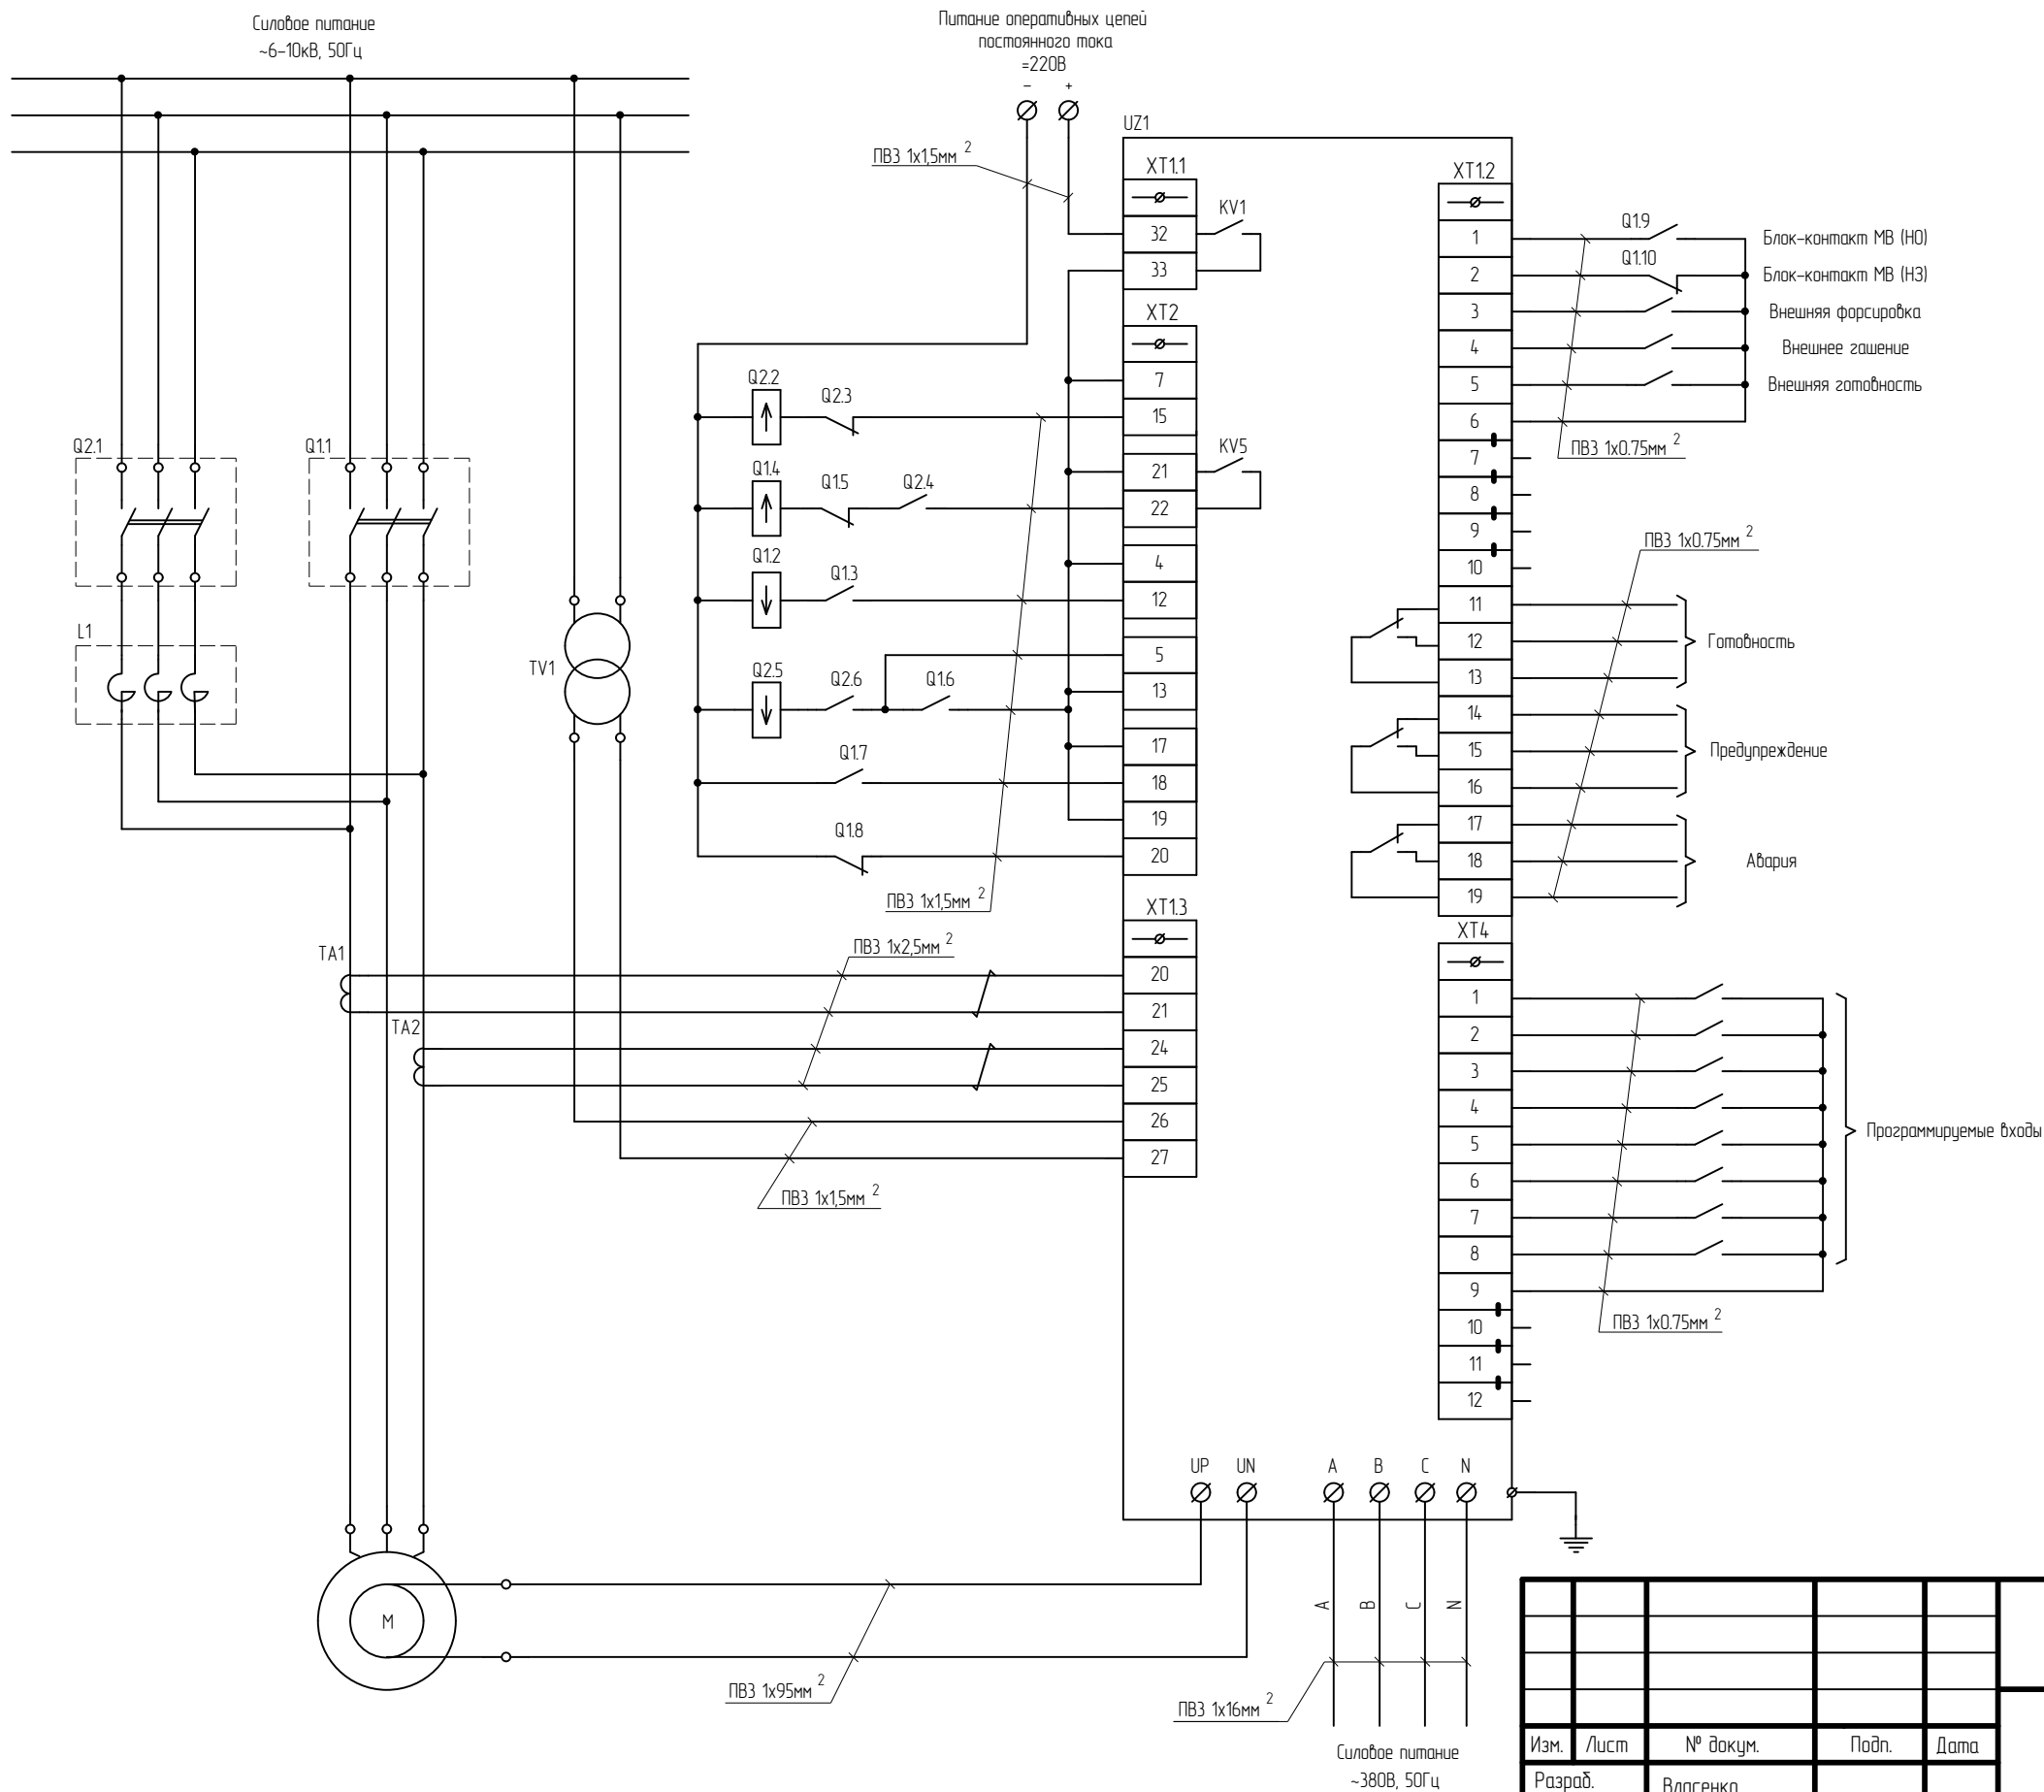 Силовое питание
~6-10кВ, 50Гц
Питание оперативных цепей
постоянного тока
=220В
- +
UZ1
ПВ3 1х1,5мм 2
XT1.1
32
33
KV1
XT2
7
15
21
22
4
12
5
13
17
18
19
20
KV5
Q2.2
Q2.3
Q1.4
Q1.5
Q2.4
Q1.2
Q1.3
Q2.5
Q2.6
Q1.6
Q1.7
Q1.8
ПВ3 1х1,5мм 2
Q2.1
Q1.1
L1
TV1
XT1.3
20
21
24
25
26
27
TA1
TA2
ПВ3 1х2,5мм 2
ПВ3 1х1,5мм 2
XT1.2
1
2
3
4
5
6
7
8
9
10
11
12
13
14
15
16
17
18
19
Q1.9
Блок-контакт МВ (НО)
Q1.10
Блок-контакт МВ (НЗ)
Внешняя форсировка
Внешнее гашение
Внешняя готовность
ПВ3 1х0.75мм 2
ПВ3 1х0.75мм 2
Готовность
Предупреждение
Авария
XT4
1
2
3
4
5
6
7
8
9
10
11
12
Программируемые входы
ПВ3 1х0.75мм 2
UP UN A B C N
A B C N
M
ПВ3 1х95мм 2
ПВ3 1х16мм 2
Силовое питание
~380В, 50Гц
Изм. Лист № докум. Подп. Дата
Разраб. Власенко